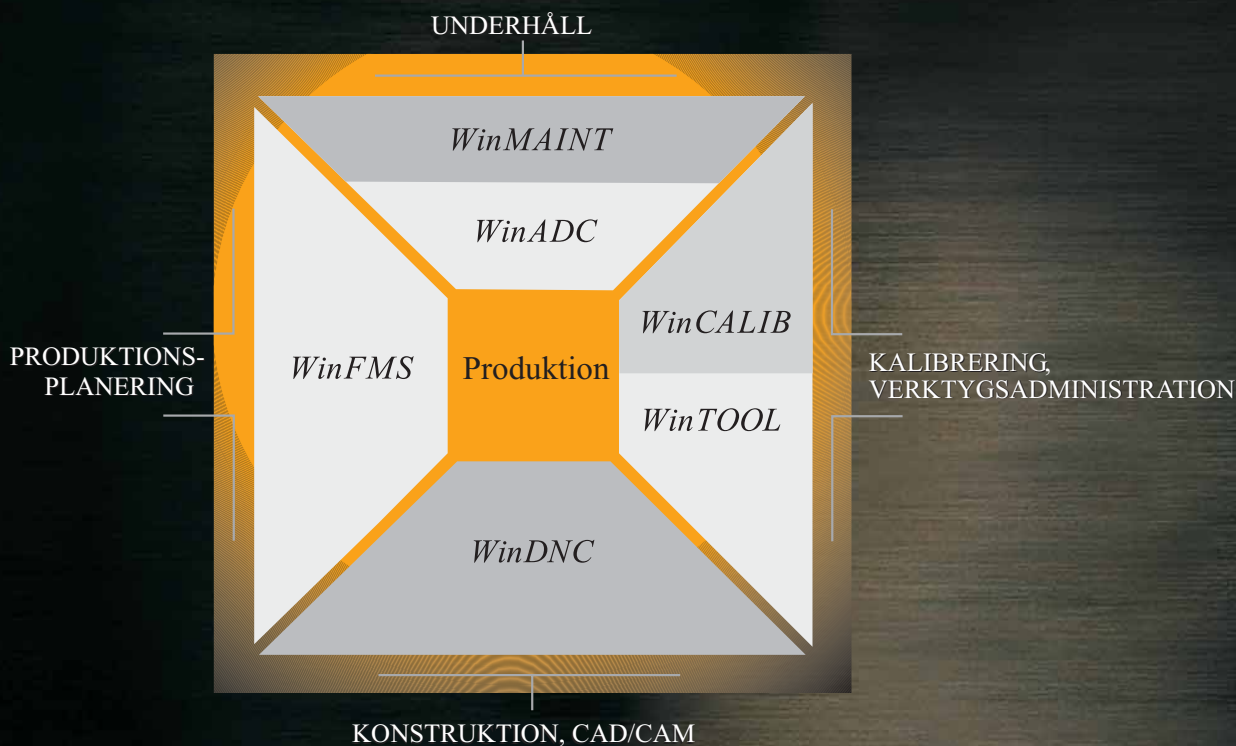 UNDERHÅLL
WinMAINT
WinADC
WinCALIB
PRODUKTIONS-
PLANERING
WinFMS
Produktion
KALIBRERING,
VERKTYGSADMINISTRATION
WinTOOL
WinDNC
KONSTRUKTION, CAD/CAM